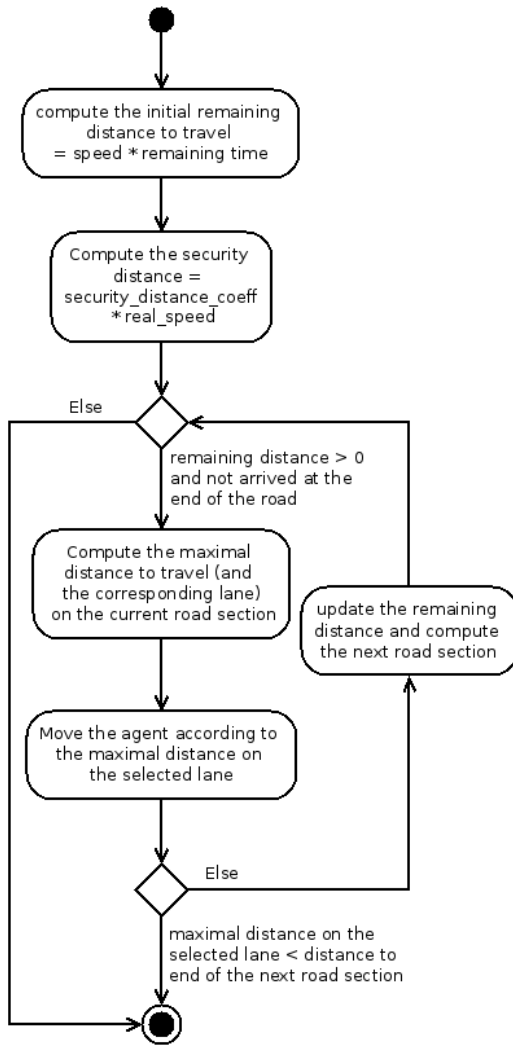 compute the initial remaining
distance to travel
= speed * remaining time
Compute the security
distance =
security_distance_coeff
* real_speed
Else
remaining distance > 0
and not arrived at the
end of the road
Compute the maximal
distance to travel (and
the corresponding lane)
on the current road section
update the remaining
distance and compute
the next road section
Move the agent according to
the maximal distance on
the selected lane
Else
maximal distance on the
selected lane < distance to
end of the next road section